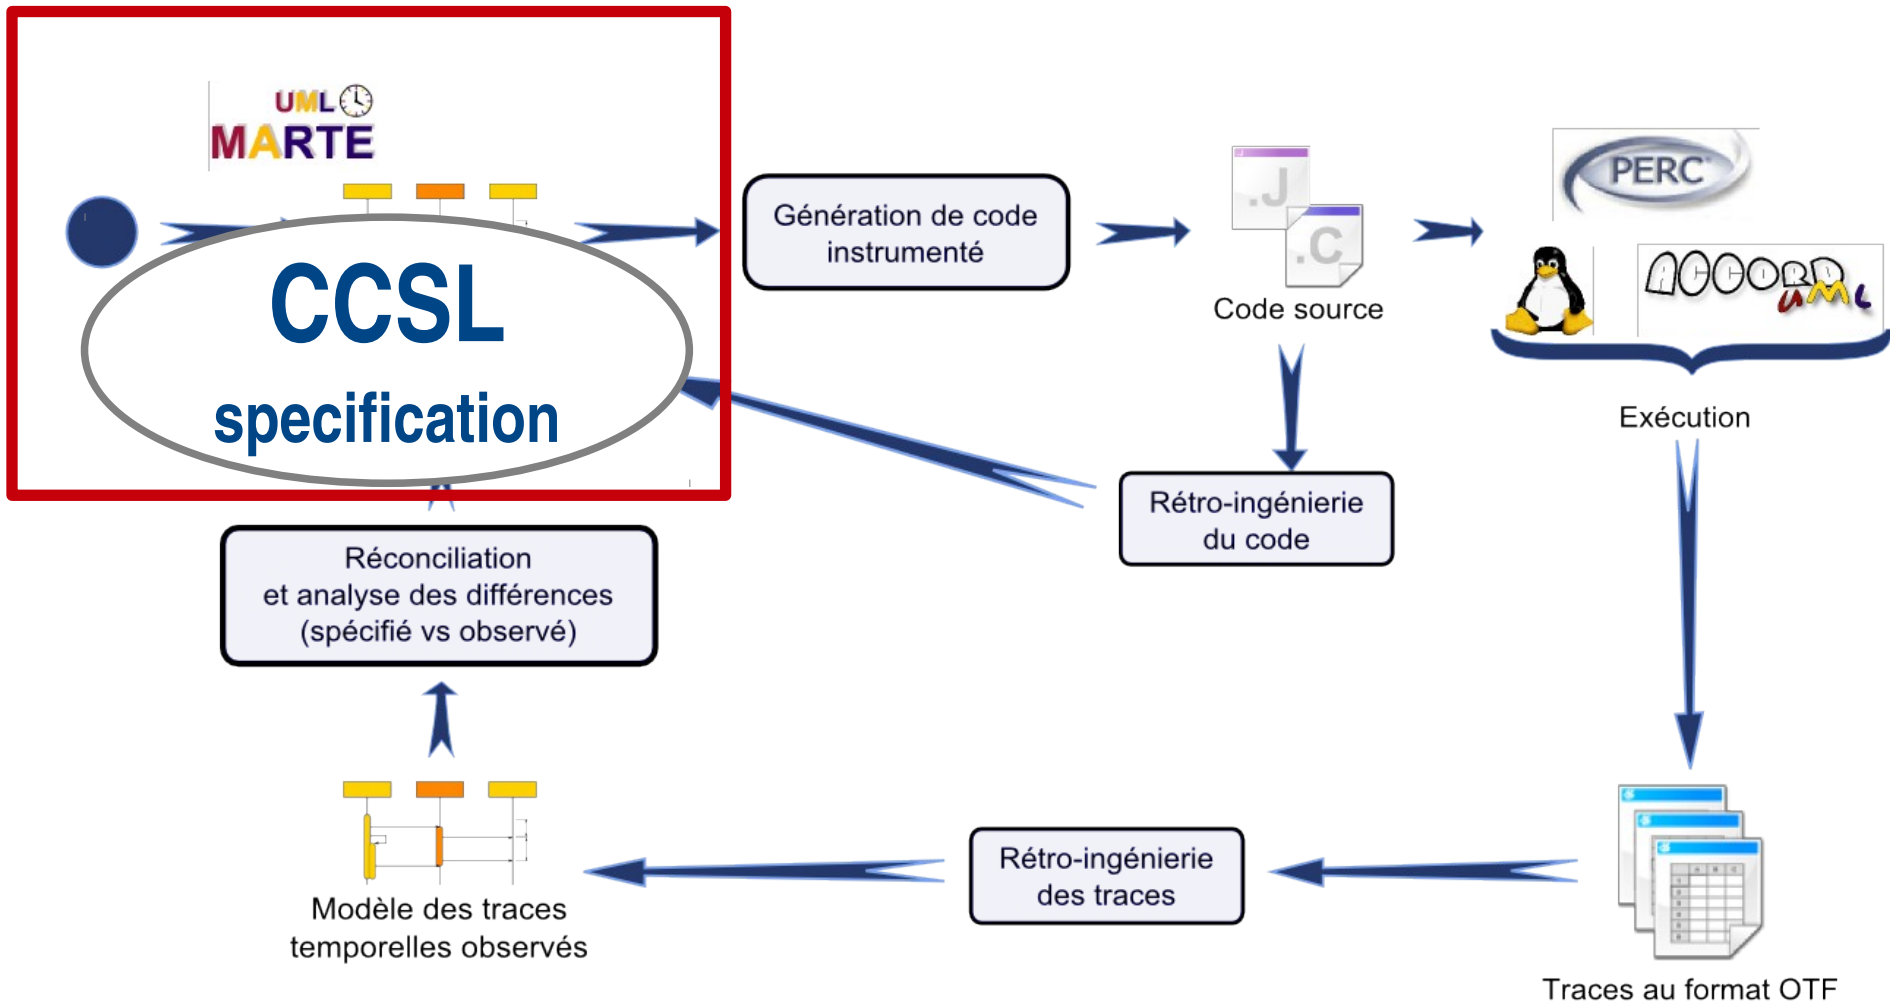 UML
MARTE
CCSL
specification
Génération de code
instrumenté
.J
.C
Code source
PERC
ACCORD
UML
Exécution
Rétro-ingénierie
du code
Réconciliation
et analyse des différences
(spécifié vs observé)
Modèle des traces
temporelles observés
Rétro-ingénierie
des traces
Traces au format OTF